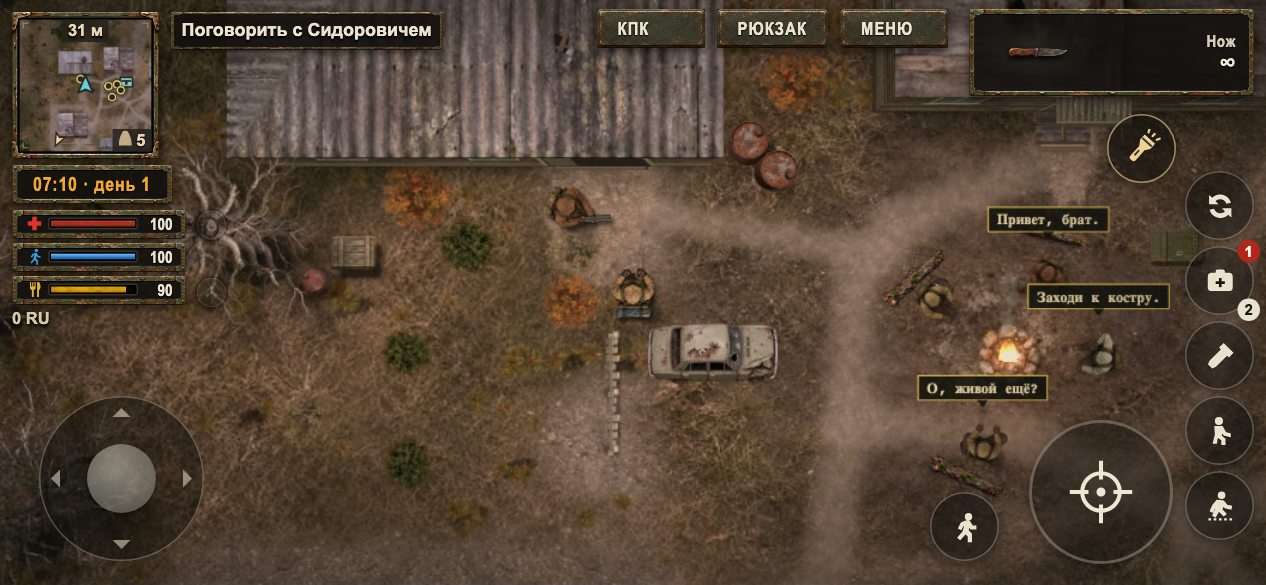 31 м
5
Поговорить с Сидоровичем
КПК
РЮКЗАК
МЕНЮ
Нож
∞
07:10 · день 1
100
100
90
0 RU
Привет, брат.
Заходи к костру.
О, живой ещё?
1
2